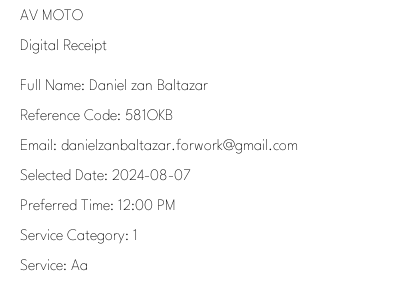 AV MOTO
Digital Receipt
Full Name: Daniel zan Baltazar
Reference Code: 581OKB
Email: danielzanbaltazar.forwork@gmail.com
Selected Date: 2024-08-07
Preferred Time: 12:00 PM
Service Category: 1
Service: Aa